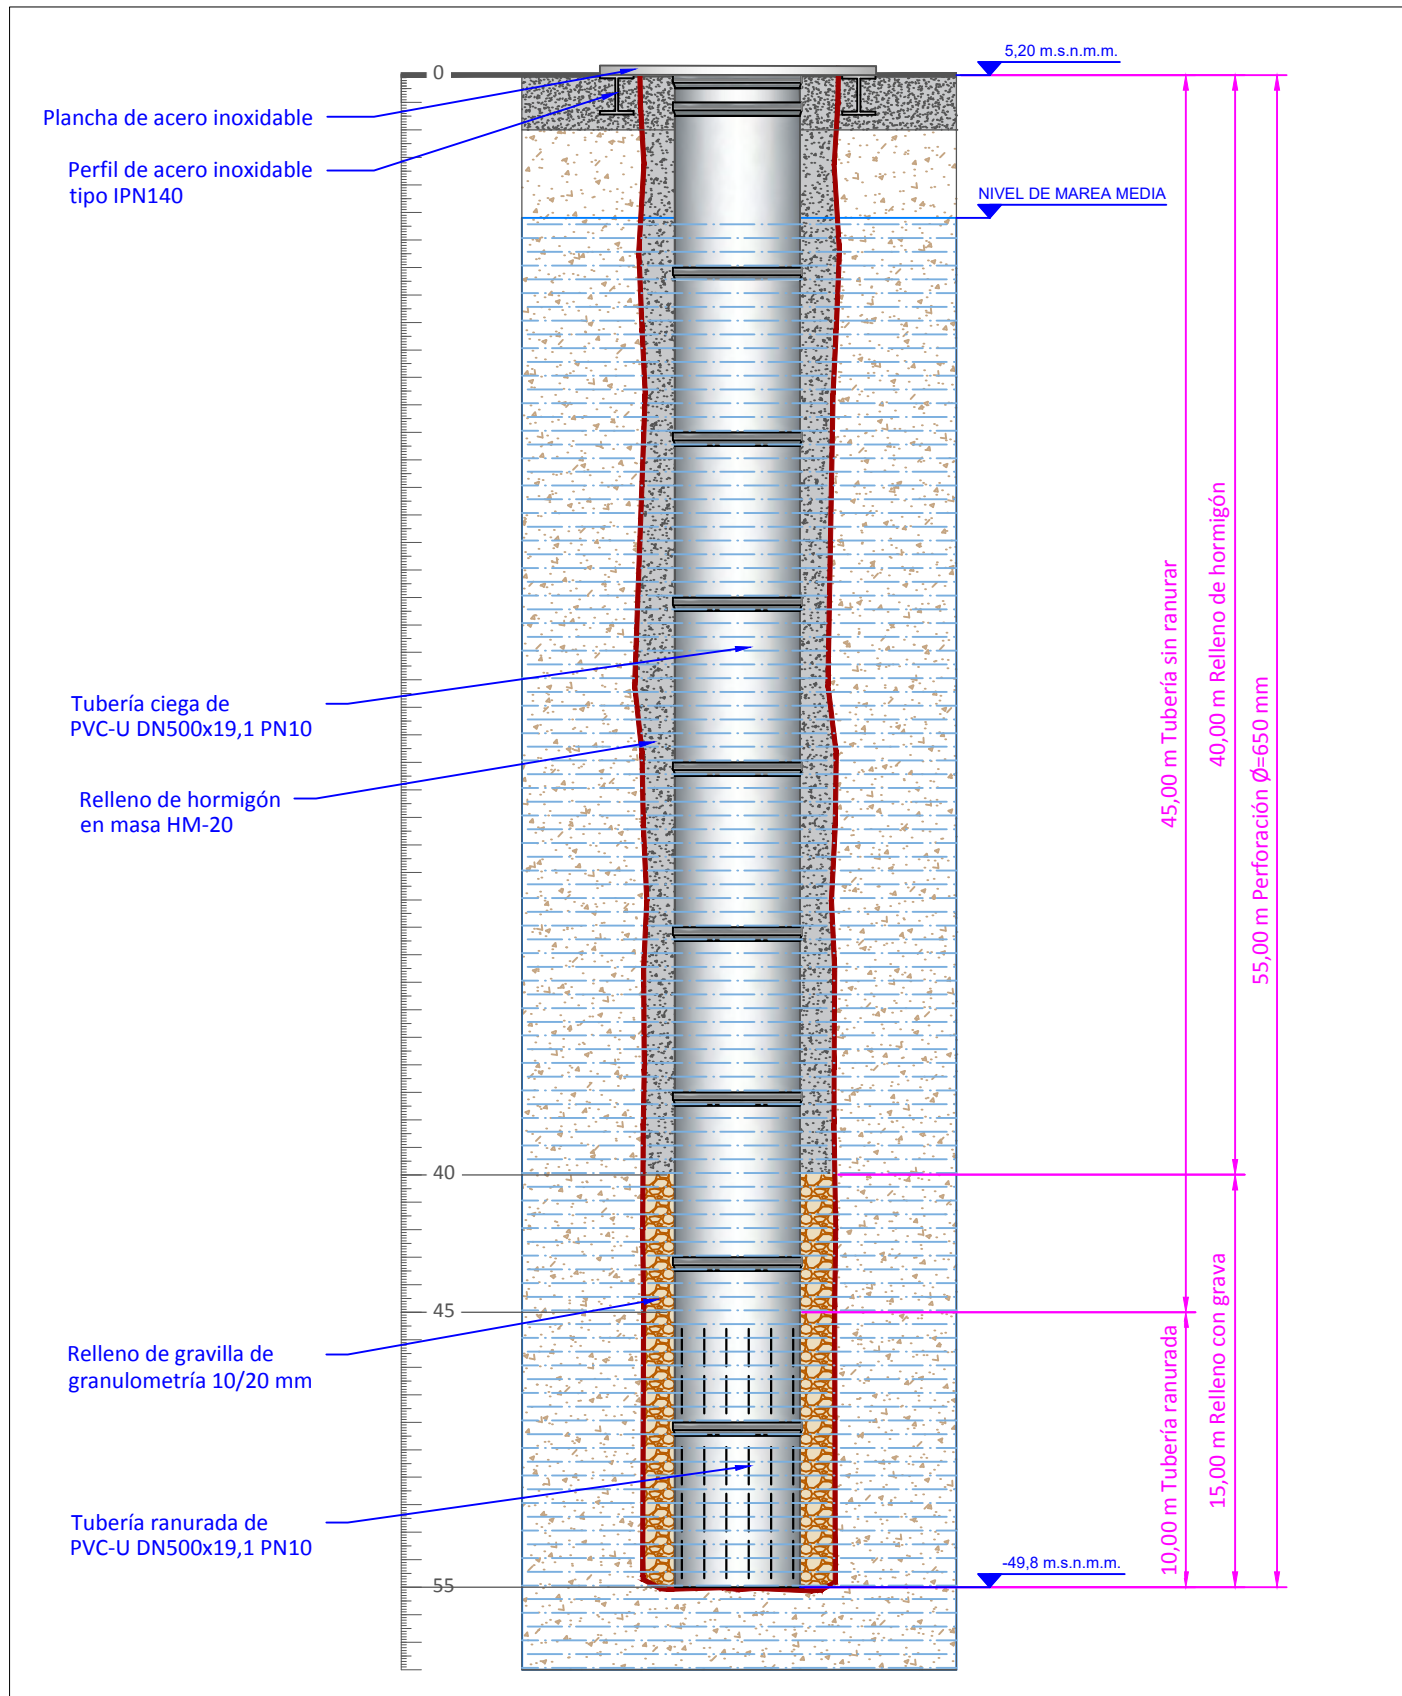 5,20 m.s.n.m.m.
0
Plancha de acero inoxidable
Perfil de acero inoxidable
tipo IPN140
NIVEL DE MAREA MEDIA
45,00 m Tubería sin ranurar
40,00 m Relleno de hormigón
55,00 m Perforación Ø=650 mm
Tubería ciega de
PVC-U DN500x19,1 PN10
Relleno de hormigón
en masa HM-20
40
45
Relleno de gravilla de
granulometría 10/20 mm
10,00 m Tubería ranurada
15,00 m Relleno con grava
Tubería ranurada de
PVC-U DN500x19,1 PN10
-49,8 m.s.n.m.m.
55